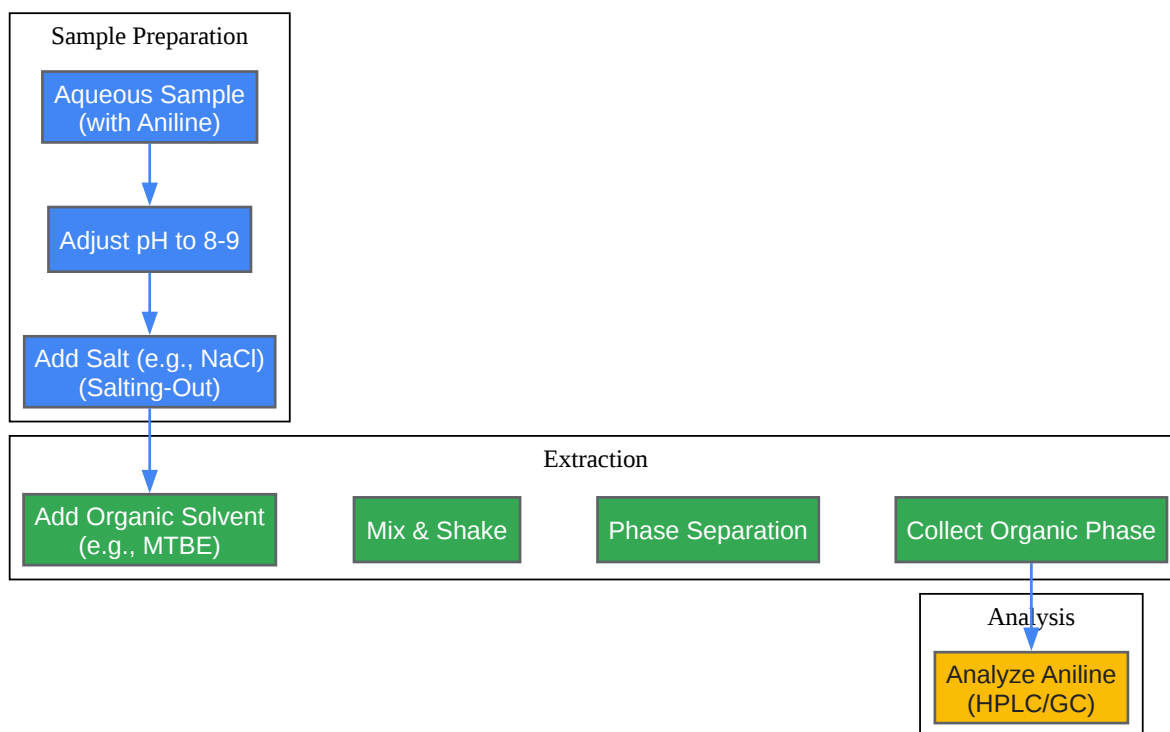 Sample Preparation
Aqueous Sample
(with Aniline)
Adjust pH to 8-9
Add Salt (e.g., NaCl)
(Salting-Out)
Extraction
Add Organic Solvent
(e.g., MTBE)
Mix & Shake
Phase Separation
Collect Organic Phase
Analysis
Analyze Aniline
(HPLC/GC)